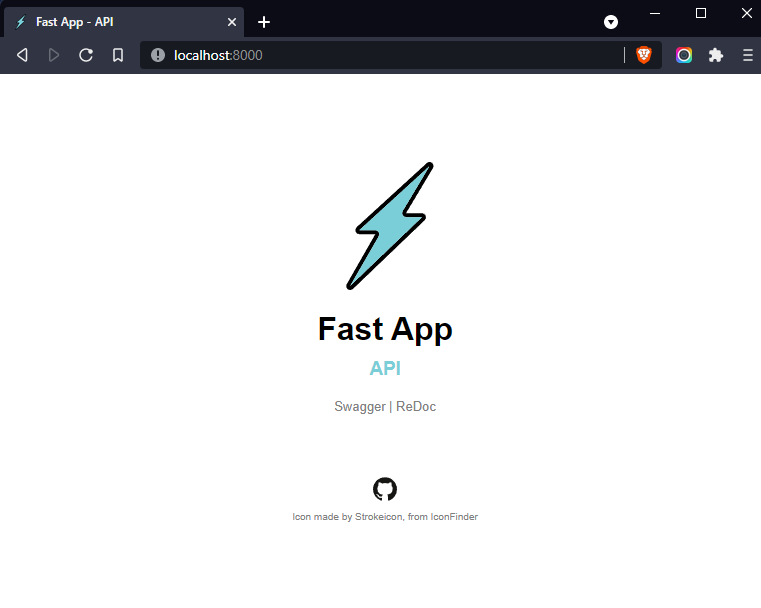 Fast App - API
localhost:8000
Fast App
API
Swagger | ReDoc
Icon made by Strokeicon, from IconFinder